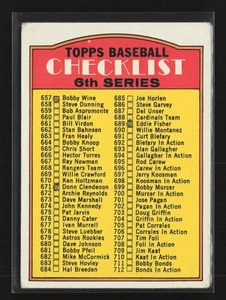 TOPPS BASEBALL
CHECKLIST
6th SERIES
657 Bobby Wine
658 Steve Dunning
659 Bob Aspromonte
660 Paul Blair
661 Bill Virdon
662 Stan Bahnsen
663 Fran Healy
664 Bobby Knoop
665 Chris Short
666 Hector Torres
667 Ray Newman
668 Rangers Team
669 Willie Crawford
670 Ken Holtzman
671 Donn Clendenon
672 Archie Reynolds
673 Dave Marshall
674 John Kennedy
675 Pat Jarvis
676 Danny Cater
677 Ivan Murrell
678 Steve Luebber
679 Astros Rookies
680 Dave Johnson
681 Bobby Pfeil
682 Mike McCormick
683 Steve Hovley
684 Hal Breeden
685 Joe Horlen
686 Steve Garvey
687 Del Unser
688 Cardinals Team
689 Eddie Fisher
690 Willie Montanez
691 Curt Blefary
692 Blefary In Action
693 Alan Gallagher
694 Gallagher In Action
695 Rod Carew
696 Carew In Action
697 Jerry Koosman
698 Koosman In Action
699 Bobby Murcer
700 Murcer In Action
701 Jose Pagan
702 Pagan In Action
703 Doug Griffin
704 Griffin In Action
705 Pat Corrales
706 Corrales In Action
707 Tim Foli
708 Foli In Action
709 Jim Kaat
710 Kaat In Action
711 Bobby Bonds
712 Bonds In Action